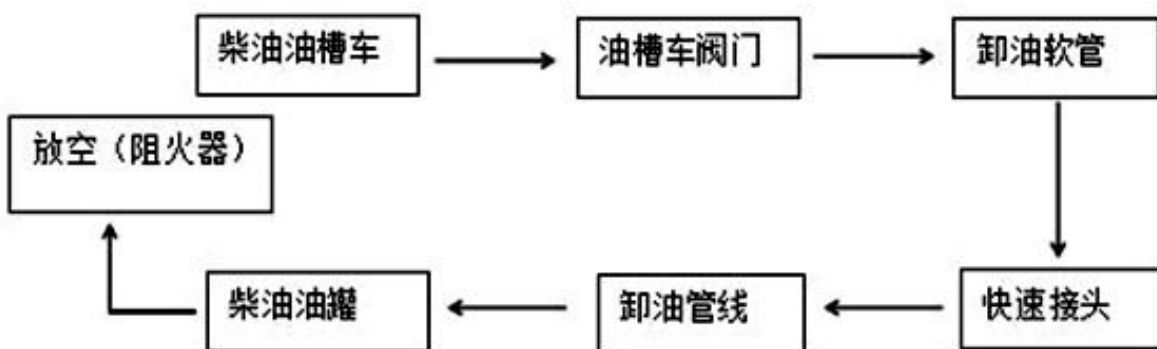 柴油油槽车
油槽车阀门
卸油软管
快速接头
卸油管线
柴油油罐
放空（阻火器）